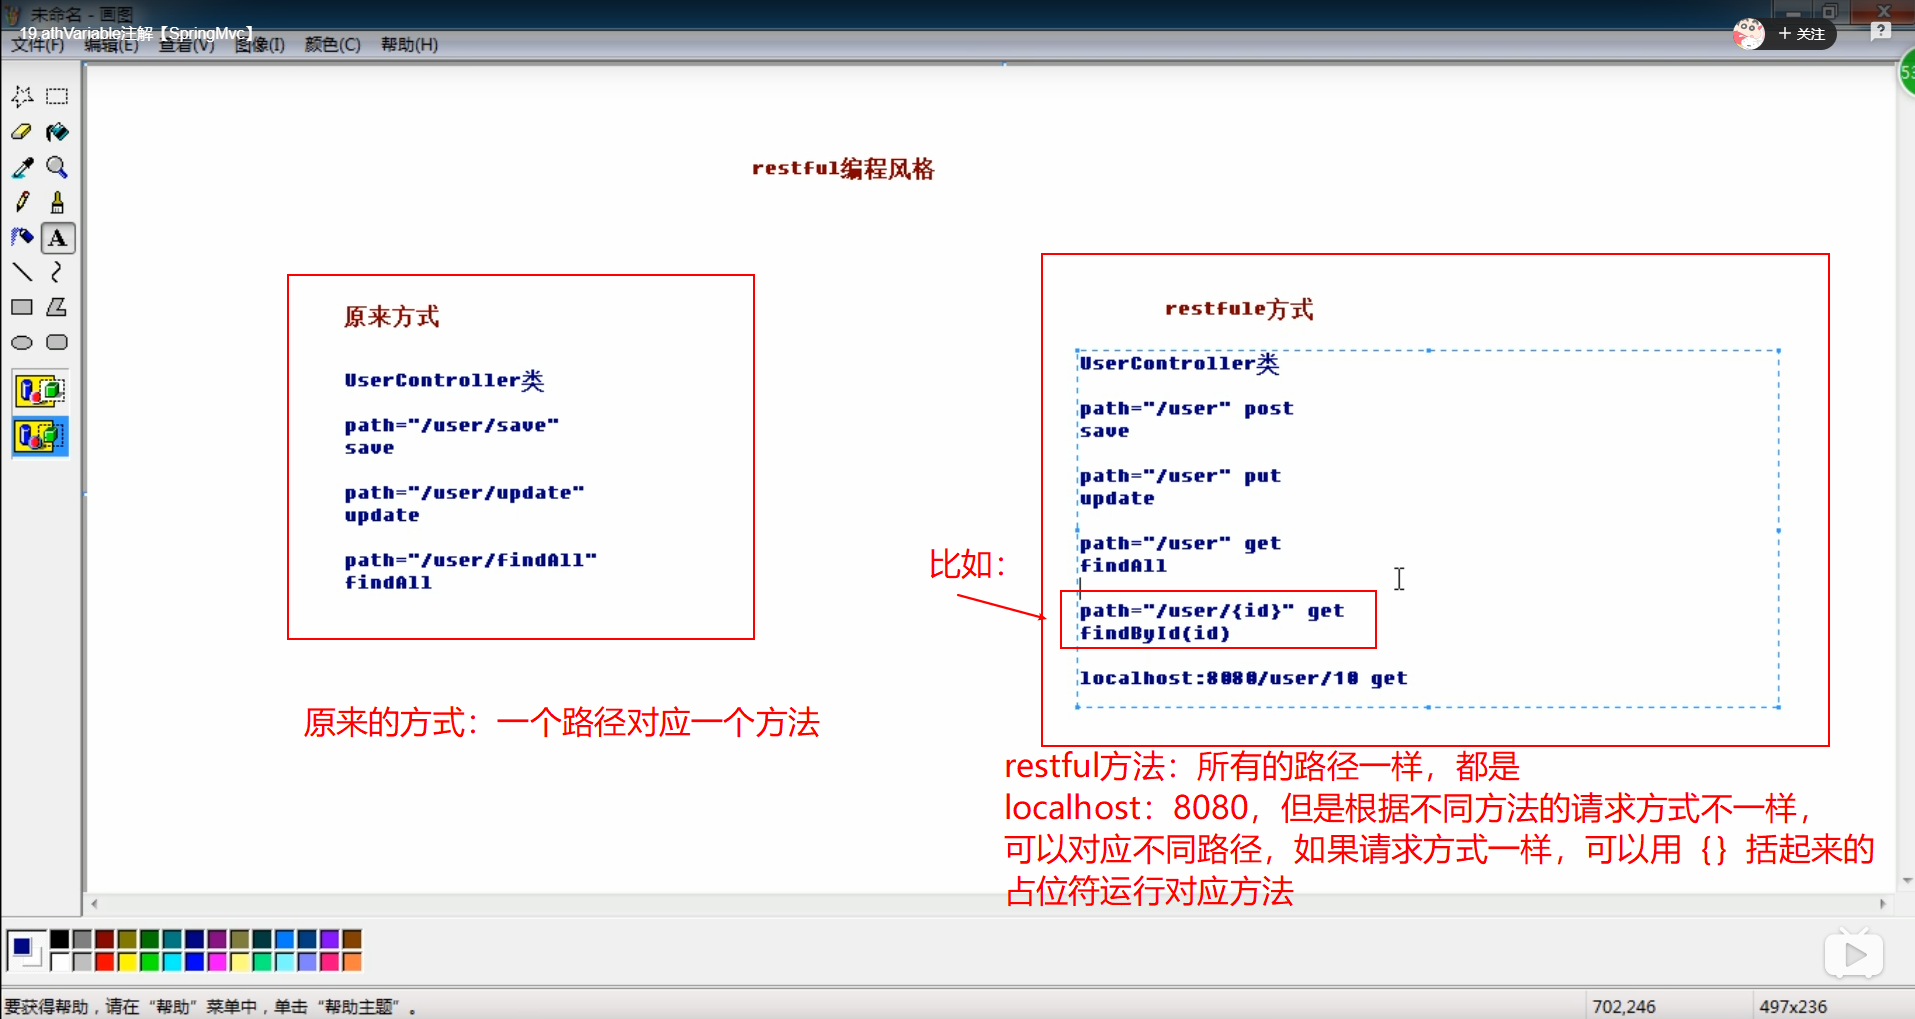 未命名 - 画图
19.athVariable注解【SpringMvc】
文件(F) 编辑(E) 查看(V) 图像(I) 颜色(C) 帮助(H)
+ 关注
?
53
A
restful编程风格
原来方式
UserController类
path="/user/save"
save
path="/user/update"
update
path="/user/findAll"
findAll
原来的方式：一个路径对应一个方法
restfule方式
UserController类
path="/user" post
save
path="/user" put
update
path="/user" get
findAll
比如：
path="/user/{id}" get
findById(id)
localhost:8080/user/10 get
restful方法：所有的路径一样，都是
localhost：8080，但是根据不同方法的请求方式不一样，
可以对应不同路径，如果请求方式一样，可以用｛｝括起来的
占位符运行对应方法
要获得帮助，请在“帮助”菜单中，单击“帮助主题”。
702,246
497x236